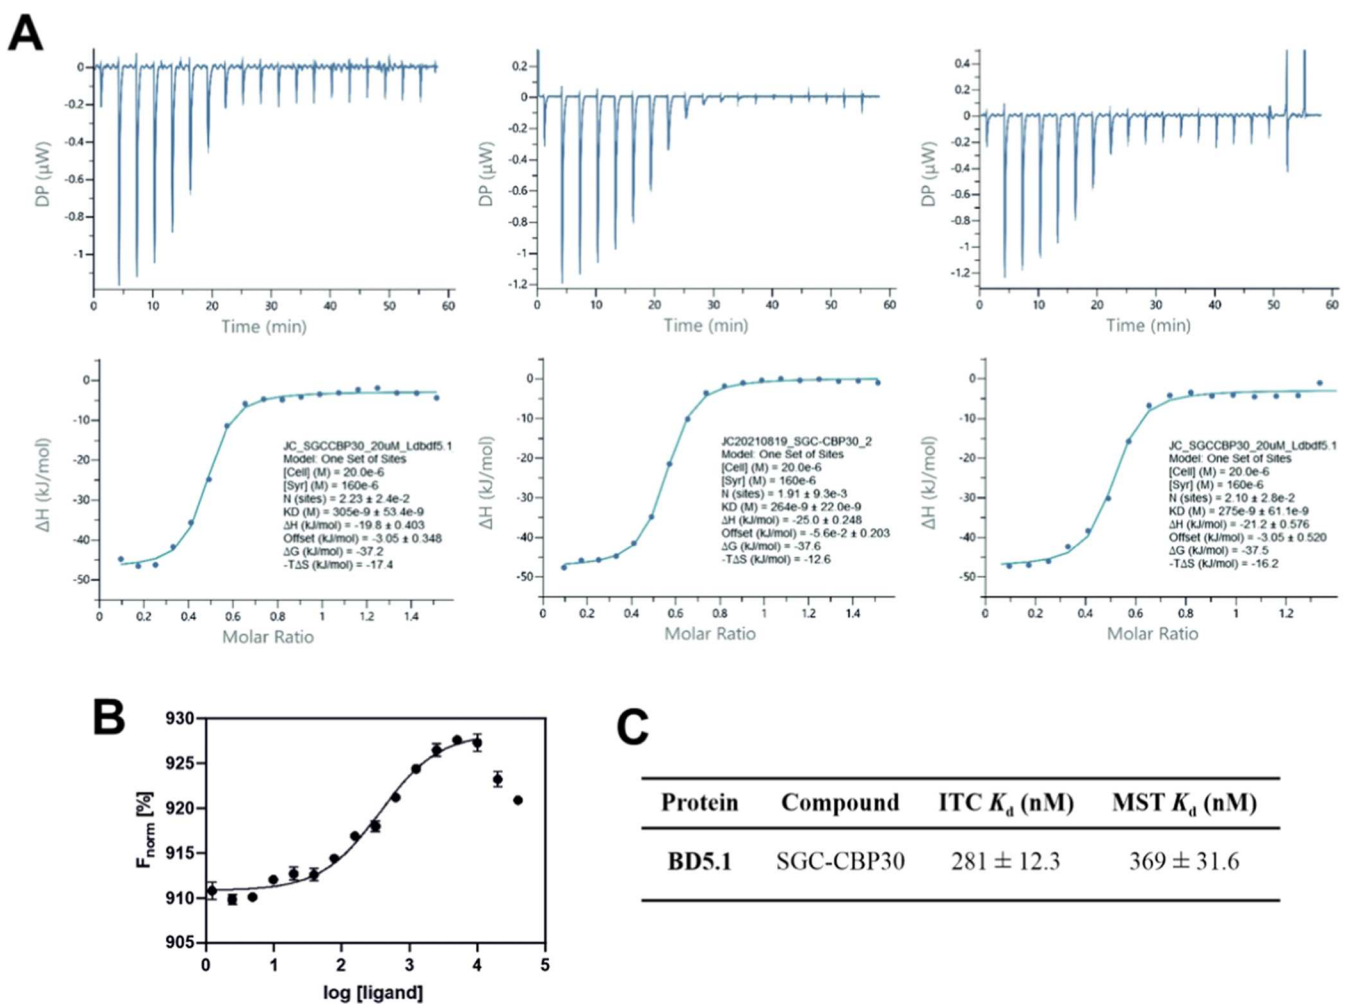 A
0
-0.2
-0.4
-0.6
-0.8
-1
DP (µW)
0 10 20 30 40 50 60
Time (min)
0.2
0
-0.2
-0.4
-0.6
-0.8
-1
-1.2
DP (µW)
0 10 20 30 40 50 60
Time (min)
0.4
0.2
0
-0.2
-0.4
-0.6
-0.8
-1
-1.2
DP (µW)
0 10 20 30 40 50 60
Time (min)
0
-10
-20
-30
-40
-50
ΔH (kJ/mol)
JC_SGCCBP30_20uM_Ldbdf5.1
Model: One Set of Sites
[Cell] (M) = 20.0e-6
[Syr] (M) = 160e-6
N (sites) = 2.23 ± 2.4e-2
KD (M) = 305e-9 ± 53.4e-9
ΔH (kJ/mol) = -19.8 ± 0.403
Offset (kJ/mol) = -3.05 ± 0.348
ΔG (kJ/mol) = -37.2
-TΔS (kJ/mol) = -17.4
0 0.2 0.4 0.6 0.8 1 1.2 1.4
Molar Ratio
0
-10
-20
-30
-40
-50
ΔH (kJ/mol)
JC20210819_SGC-CBP30_2
Model: One Set of Sites
[Cell] (M) = 20.0e-6
[Syr] (M) = 160e-6
N (sites) = 1.91 ± 9.3e-3
KD (M) = 264e-9 ± 22.0e-9
ΔH (kJ/mol) = -25.0 ± 0.248
Offset (kJ/mol) = -5.6e-2 ± 0.203
ΔG (kJ/mol) = -37.6
-TΔS (kJ/mol) = -12.6
0 0.2 0.4 0.6 0.8 1 1.2 1.4
Molar Ratio
0
-10
-20
-30
-40
-50
ΔH (kJ/mol)
JC_SGCCBP30_20uM_Ldbdf5.1
Model: One Set of Sites
[Cell] (M) = 20.0e-6
[Syr] (M) = 160e-6
N (sites) = 2.10 ± 2.8e-2
KD (M) = 275e-9 ± 61.1e-9
ΔH (kJ/mol) = -21.2 ± 0.576
Offset (kJ/mol) = -3.05 ± 0.520
ΔG (kJ/mol) = -37.5
-TΔS (kJ/mol) = -16.2
0 0.2 0.4 0.6 0.8 1 1.2
Molar Ratio
B
930
925
920
915
910
905
Fnorm [%]
0 1 2 3 4 5
log [ligand]
C
Protein Compound ITC Kd (nM) MST Kd (nM)
BD5.1 SGC-CBP30 281 ± 12.3 369 ± 31.6